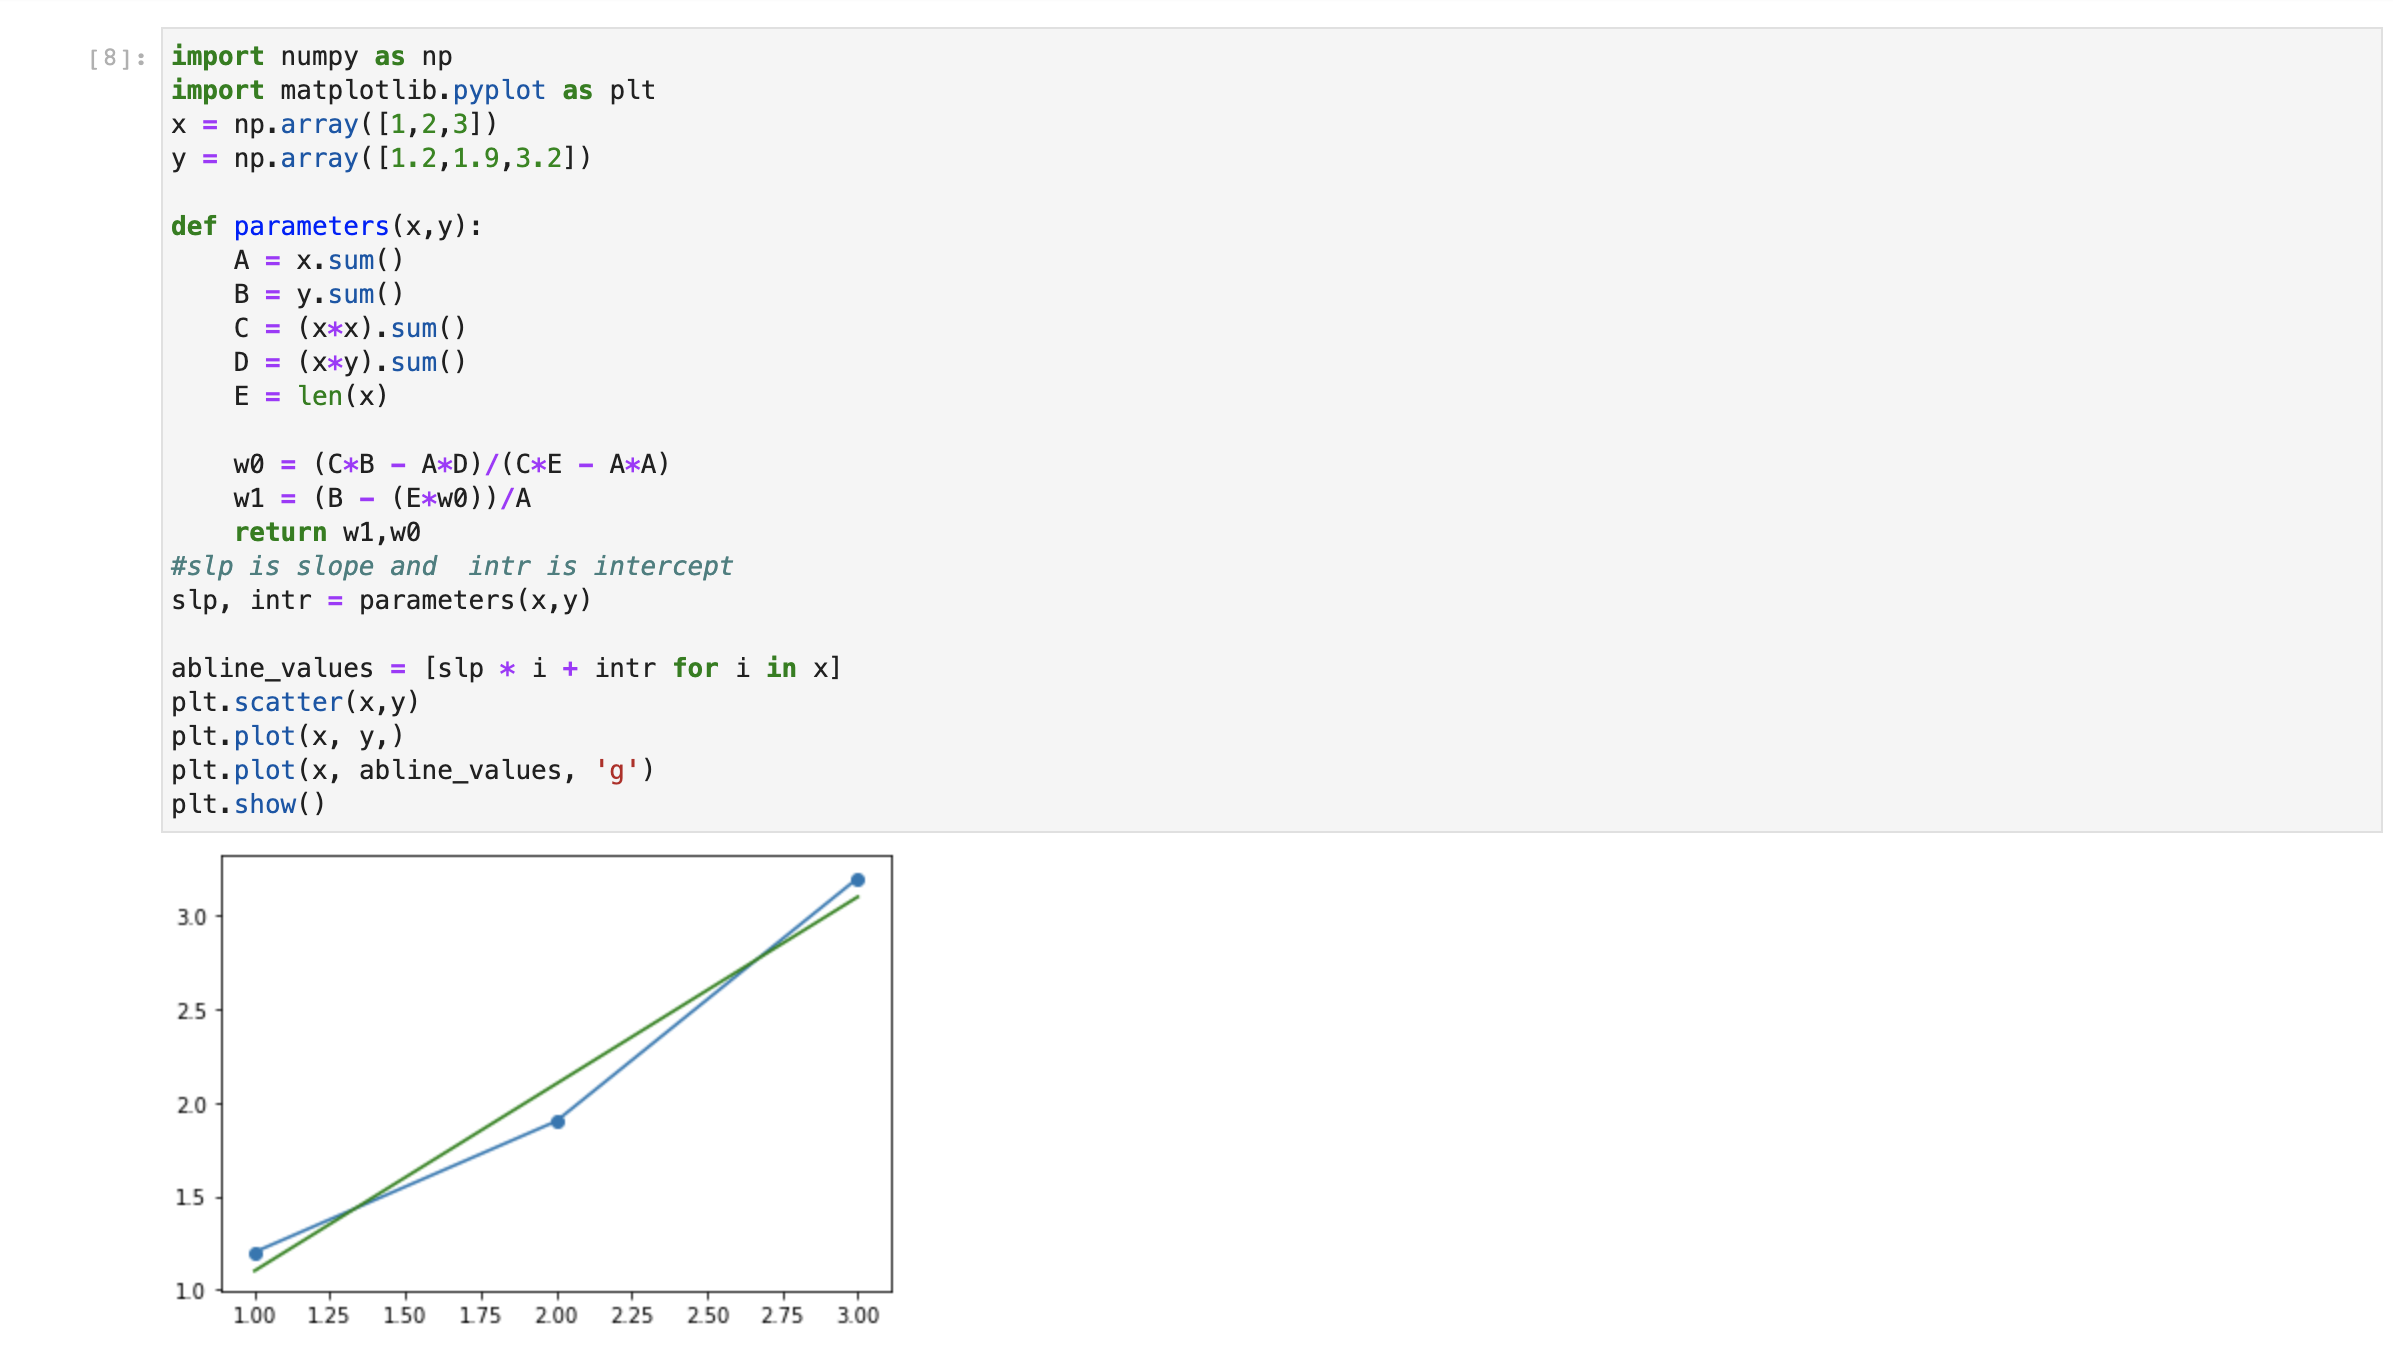 [8]:
import numpy as np
import matplotlib.pyplot as plt
x = np.array([1,2,3])
y = np.array([1.2,1.9,3.2])
def parameters(x,y):
    A = x.sum()
    B = y.sum()
    C = (x*x).sum()
    D = (x*y).sum()
    E = len(x)
    w0 = (C*B - A*D)/(C*E - A*A)
    w1 = (B - (E*w0))/A
    return w1,w0
#slp is slope and  intr is intercept
slp, intr = parameters(x,y)
abline_values = [slp * i + intr for i in x]
plt.scatter(x,y)
plt.plot(x, y,)
plt.plot(x, abline_values, 'g')
plt.show()
3.0
2.5
2.0
1.5
1.0
1.00 1.25 1.50 1.75 2.00 2.25 2.50 2.75 3.00